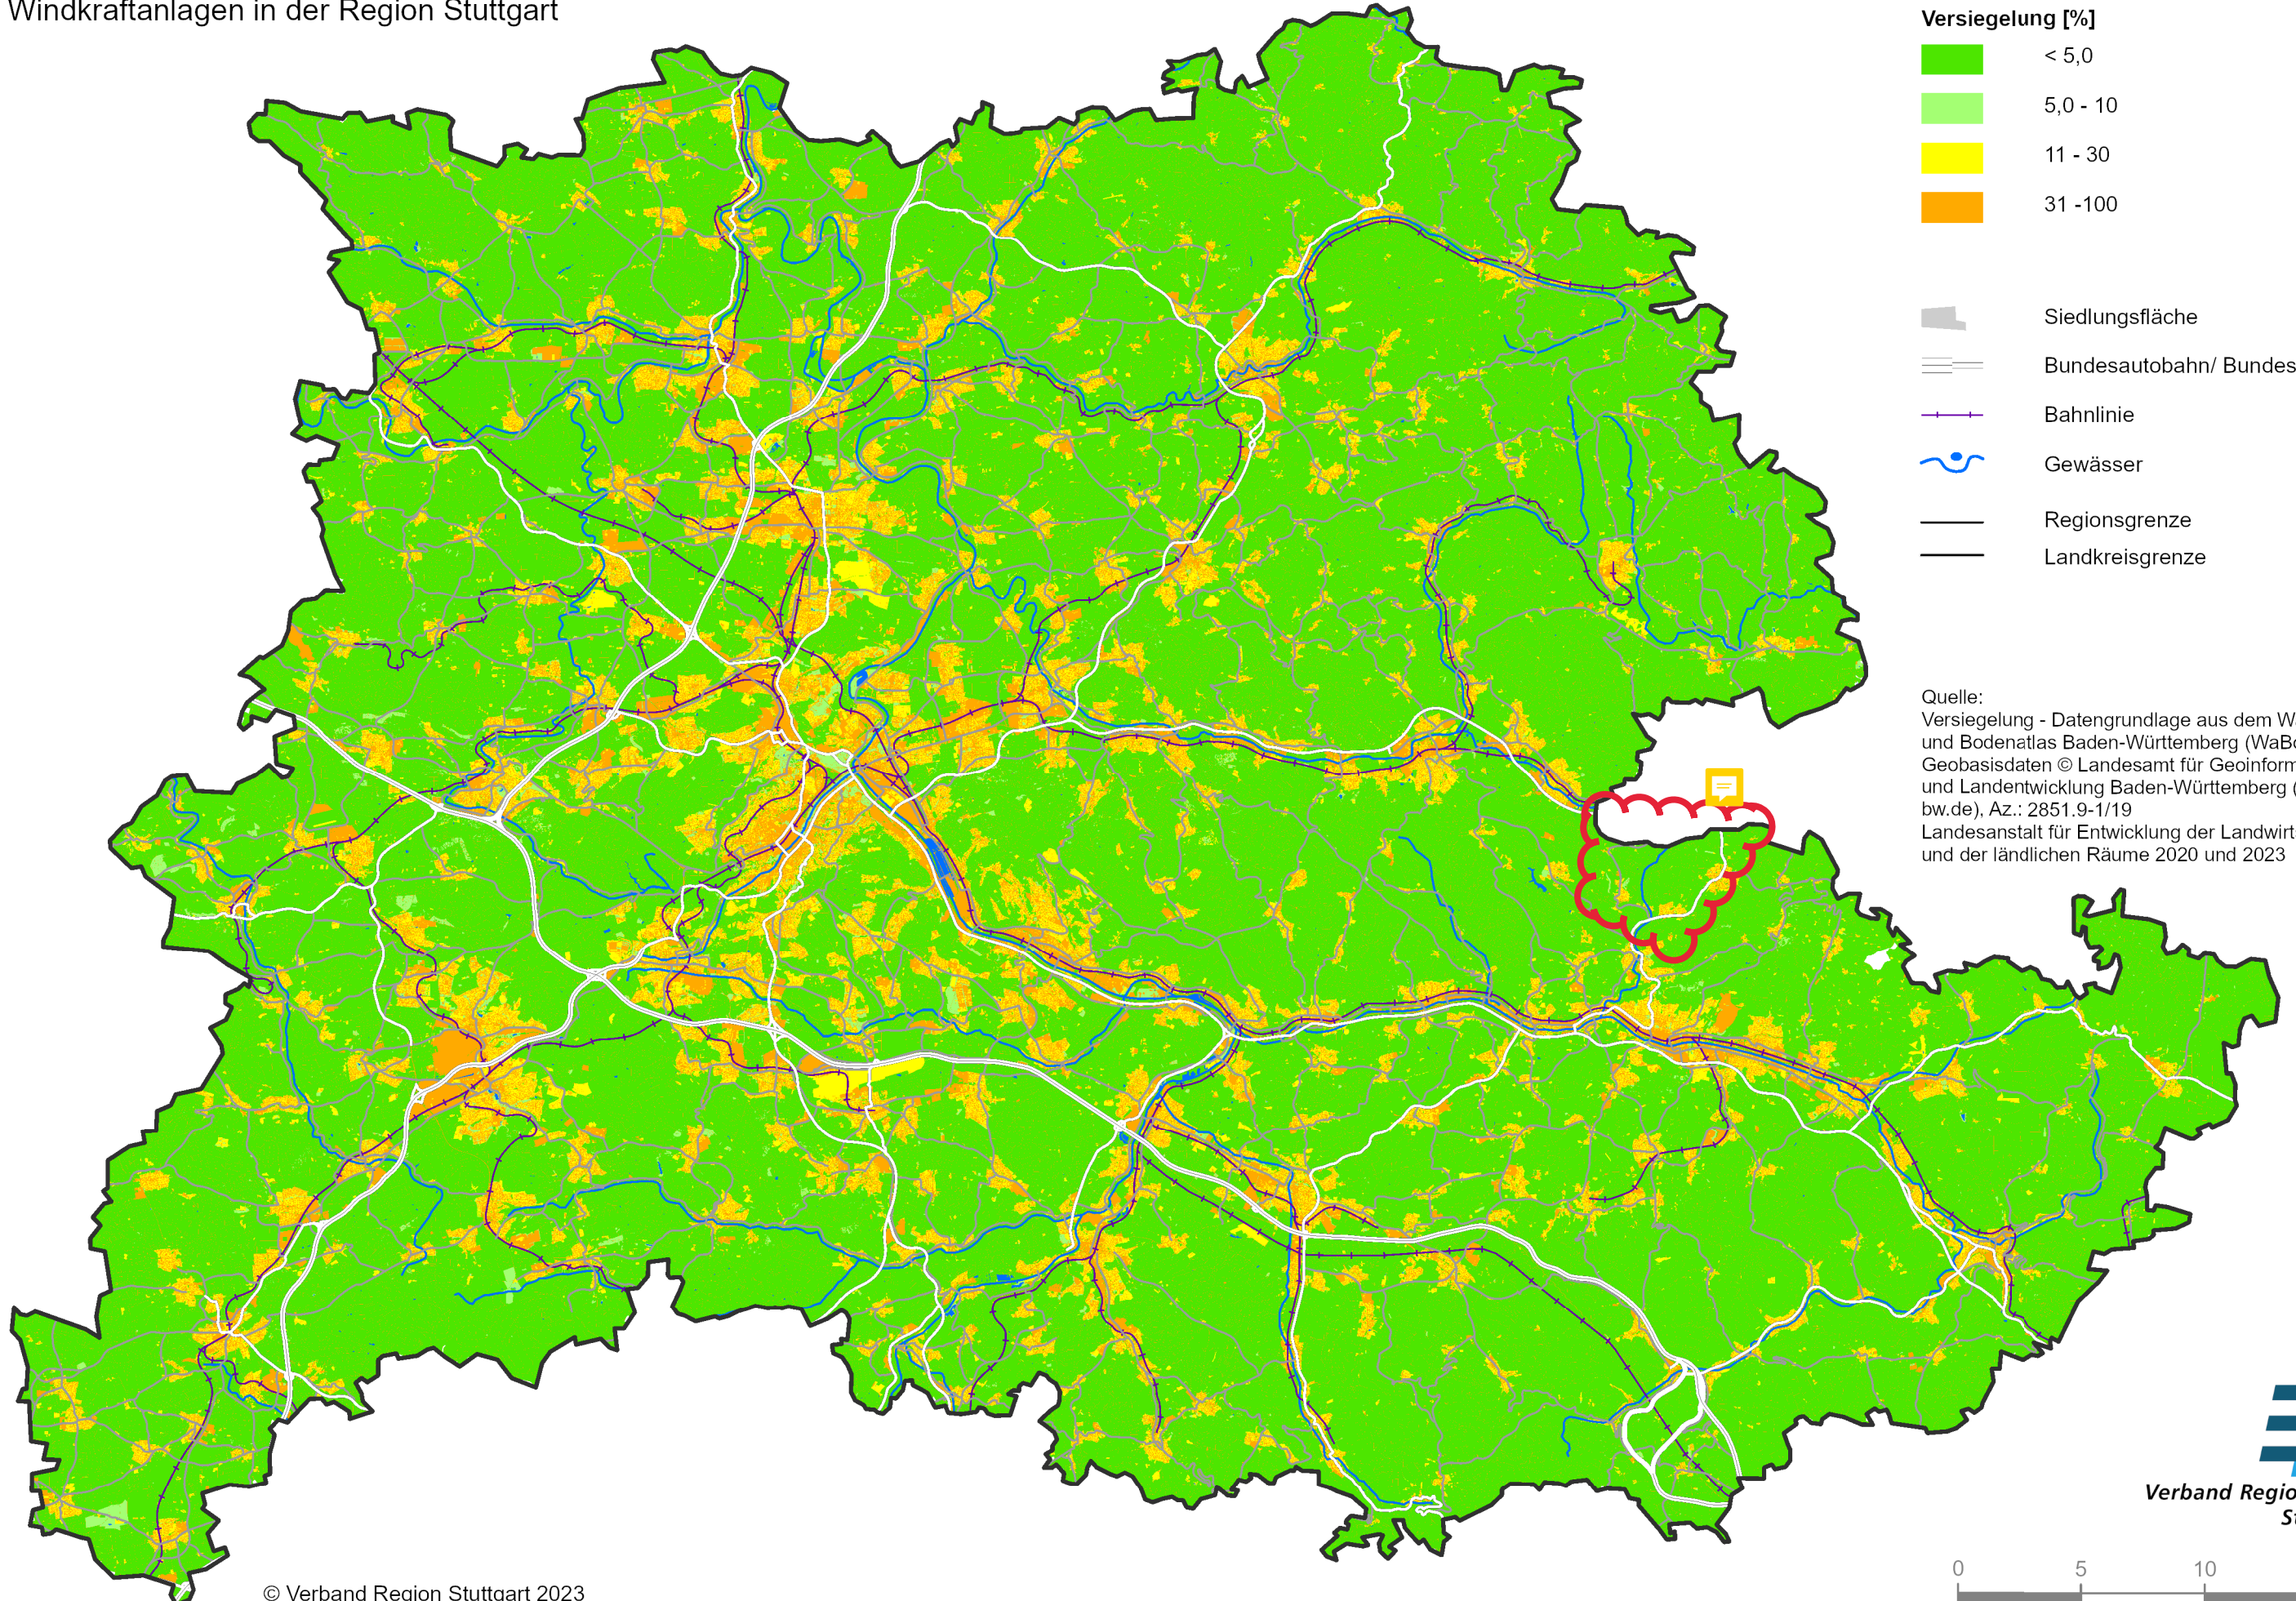 Windkraftanlagen in der Region Stuttgart
Versiegelung [%]
< 5,0
5,0 - 10
11 - 30
31 -100
Siedlungsfläche
Bundesautobahn/ Bundes
Bahnlinie
Gewässer
Regionsgrenze
Landkreisgrenze
Quelle:
Versiegelung - Datengrundlage aus dem W
und Bodenatlas Baden-Württemberg (WaB
Geobasisdaten © Landesamt für Geoinform
und Landentwicklung Baden-Württemberg (
bw.de), Az.: 2851.9-1/19
Landesanstalt für Entwicklung der Landwirt
und der ländlichen Räume 2020 und 2023
Verband Regio
St
0 5 10
© Verband Region Stuttgart 2023